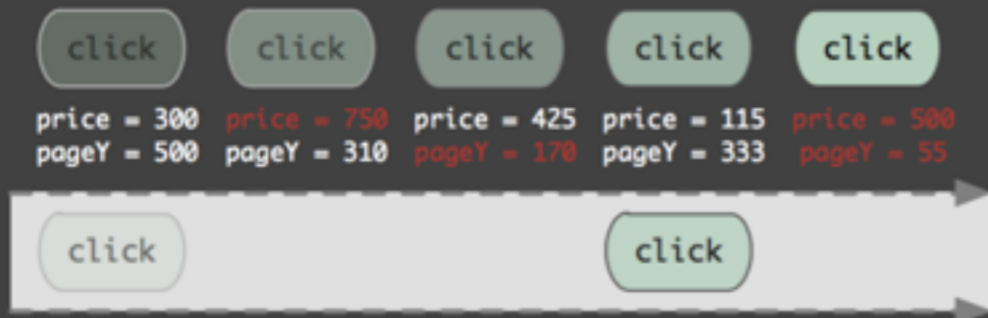 click click click click click
price = 300 price = 750 price = 425 price = 115 price = 500
pageY = 500 pageY = 310 pageY = 170 pageY = 333 pageY = 55
click click